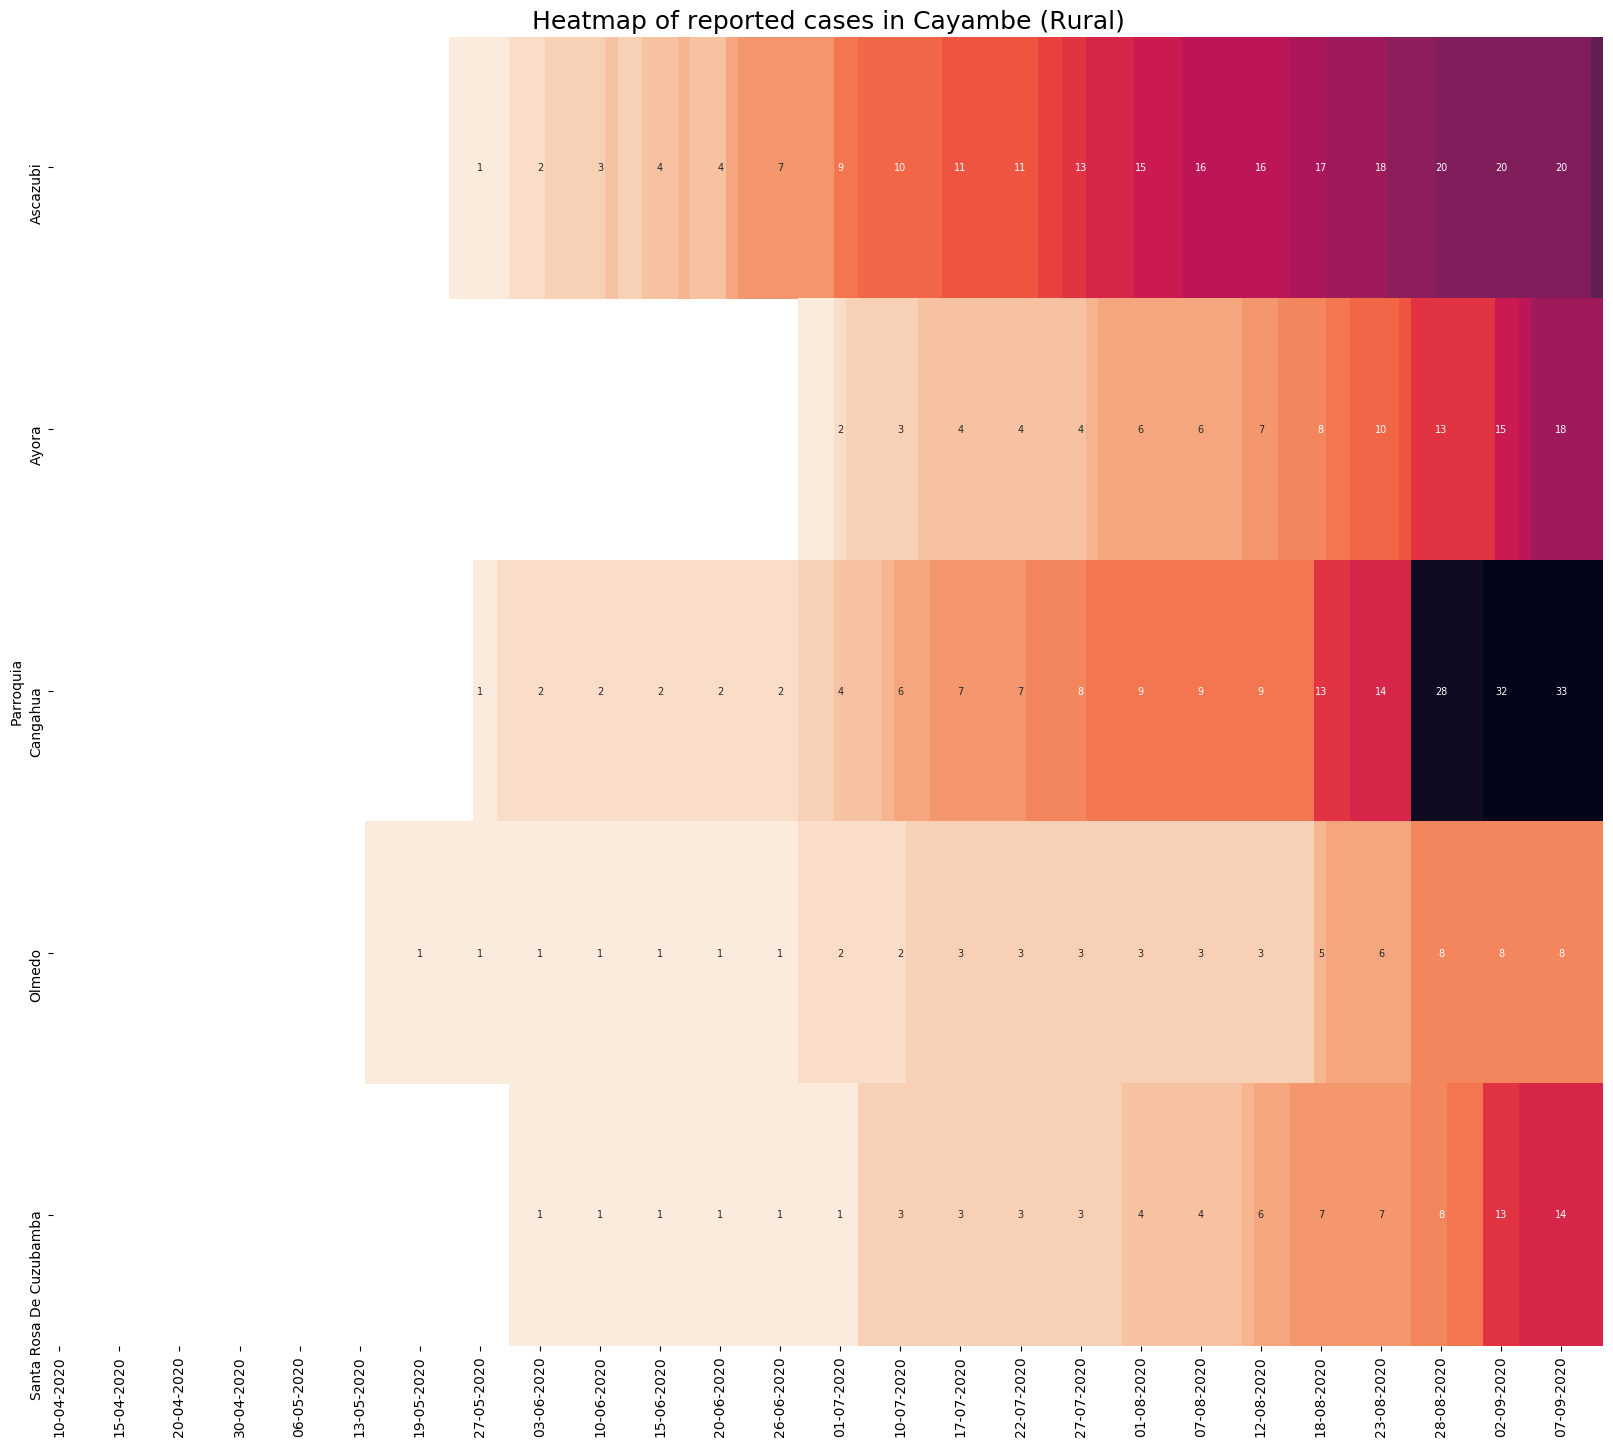 Heatmap of reported cases in Cayambe (Rural)
Parroquia
Ascazubi
1 2 3 4 4 7 9 10 11 11 13 15 16 16 17 18 20 20 20
Ayora
2 3 4 4 4 6 6 7 8 10 13 15 18
Cangahua
1 2 2 2 2 2 4 6 7 7 8 9 9 9 13 14 28 32 33
Olmedo
1 1 1 1 1 1 1 2 2 3 3 3 3 3 3 5 6 8 8 8
Santa Rosa De Cuzubamba
1 1 1 1 1 1 3 3 3 3 4 4 6 7 7 8 13 14
10-04-2020
15-04-2020
20-04-2020
30-04-2020
06-05-2020
13-05-2020
19-05-2020
27-05-2020
03-06-2020
10-06-2020
15-06-2020
20-06-2020
26-06-2020
01-07-2020
10-07-2020
17-07-2020
22-07-2020
27-07-2020
01-08-2020
07-08-2020
12-08-2020
18-08-2020
23-08-2020
28-08-2020
02-09-2020
07-09-2020